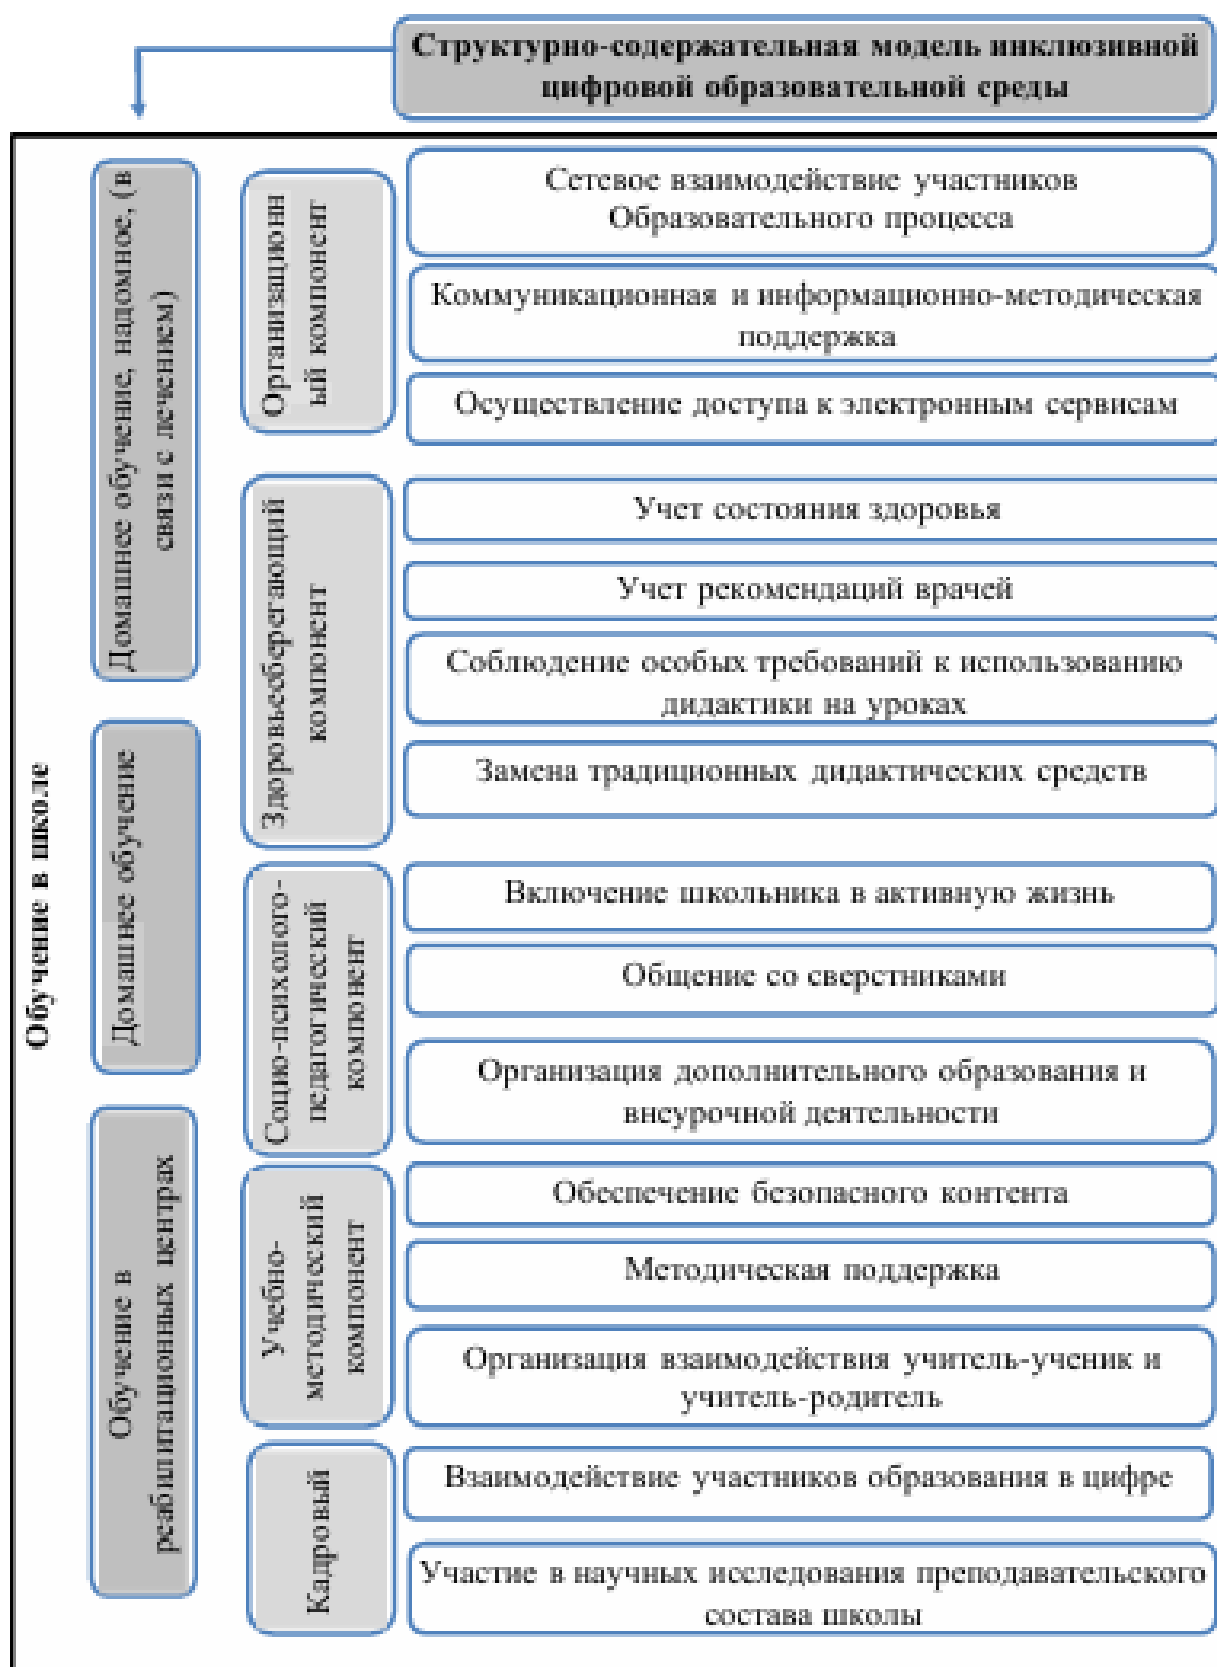 Структурно-содержательная модель инклюзивной
цифровой образовательной среды
Обучение в школе
Домашнее обучение, надомное, (в
связи с лечением)
Домашнее обучение
Обучение в
реабилитационных центрах
Организационн
ый компонент
Сетевое взаимодействие участников
Образовательного процесса
Коммуникационная и информационно-методическая
поддержка
Осуществление доступа к электронным сервисам
Здоровьесберегающий
компонент
Учет состояния здоровья
Учет рекомендаций врачей
Соблюдение особых требований к использованию
дидактики на уроках
Замена традиционных дидактических средств
Социо-психолого-
педагогический
компонент
Включение школьника в активную жизнь
Общение со сверстниками
Организация дополнительного образования и
внеурочной деятельности
Учебно-
методический
компонент
Обеспечение безопасного контента
Методическая поддержка
Организация взаимодействия учитель-ученик и
учитель-родитель
Кадровый
Взаимодействие участников образования в цифре
Участие в научных исследования преподавательского
состава школы